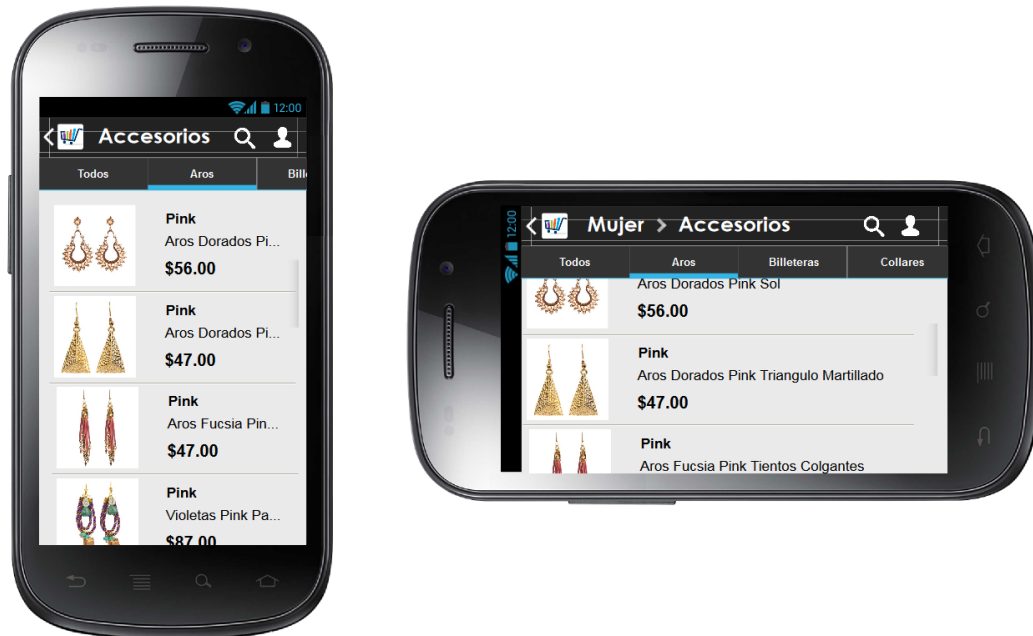 12:00
Accesorios
Todos Aros Bille
Pink
Aros Dorados Pi...
$56.00
Pink
Aros Dorados Pi...
$47.00
Pink
Aros Fucsia Pin...
$47.00
Pink
Violetas Pink Pa...
$87.00
12:00
Mujer > Accesorios
Todos Aros Billeteras Collares
Aros Dorados Pink Sol
$56.00
Pink
Aros Dorados Pink Triangulo Martillado
$47.00
Pink
Aros Fucsia Pink Tientos Colgantes